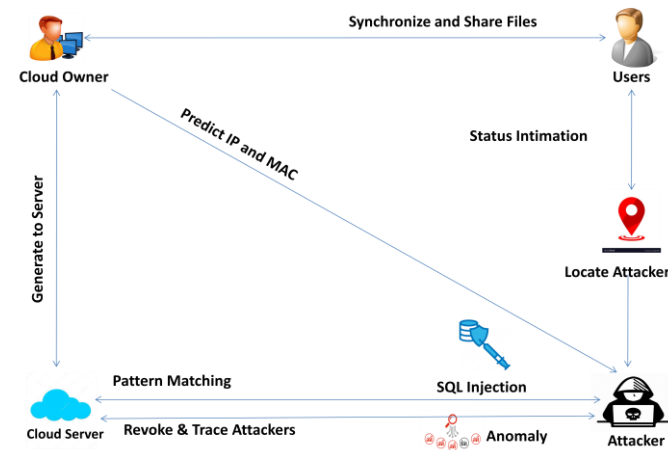 Synchronize and Share Files
Cloud Owner
Users
Predict IP and MAC
Status Intimation
Generate to Server
Locate Attacker
Pattern Matching
SQL Injection
Cloud Server
Revoke & Trace Attackers
Anomaly
Attacker